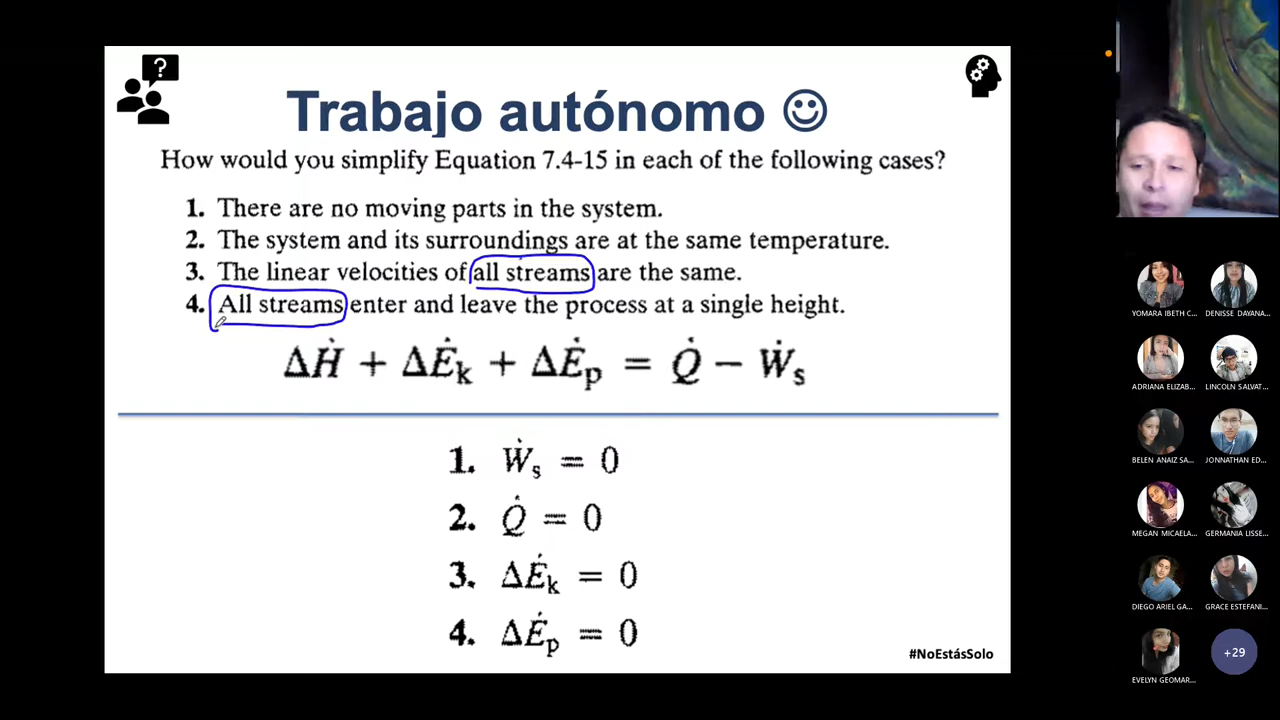 ?
Trabajo autónomo ☺
How would you simplify Equation 7.4-15 in each of the following cases?
1. There are no moving parts in the system.
2. The system and its surroundings are at the same temperature.
3. The linear velocities of all streams are the same.
4. All streams enter and leave the process at a single height.
ΔḢ + ΔĖk + ΔĖp = Q̇ − Ẇs
1. Ẇs = 0
2. Q̇ = 0
3. ΔĖk = 0
4. ΔĖp = 0
#NoEstásSolo
YOMARA IBETH C...
DENISSE DAYANA...
ADRIANA ELIZAB...
LINCOLN SALVAT...
BELEN ANAIZ SA...
JONNATHAN ED...
MEGAN MICAELA...
GERMANIA LISSE...
DIEGO ARIEL GA...
GRACE ESTEFANI...
EVELYN GEOMAR...
+29